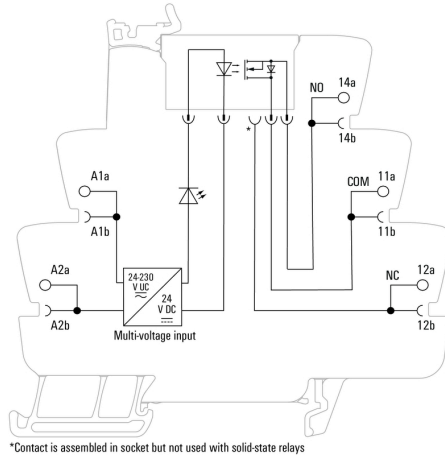 NO
14a
14b
*
A1a
COM
11a
A1b
11b
A2a
24-230
V UC
24
V DC
NC
12a
A2b
Multi-voltage input
12b
*Contact is assembled in socket but not used with solid-state relays